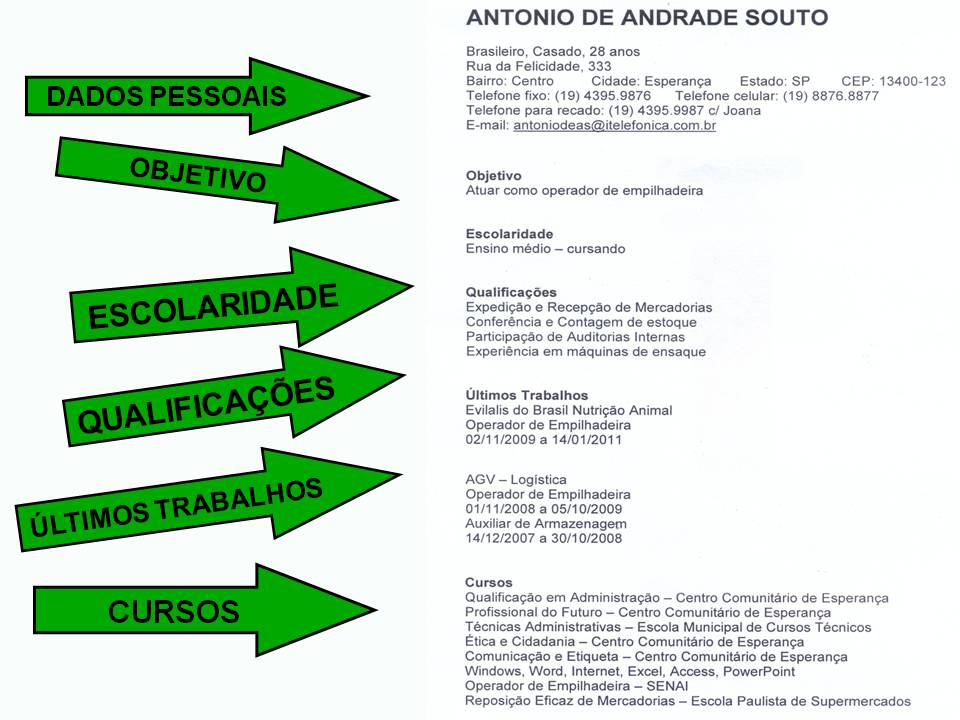 DADOS PESSOAIS
OBJETIVO
ESCOLARIDADE
QUALIFICAÇÕES
ÚLTIMOS TRABALHOS
CURSOS
ANTONIO DE ANDRADE SOUTO
Brasileiro, Casado, 28 anos
Rua da Felicidade, 333
Bairro: Centro Cidade: Esperança Estado: SP CEP: 13400-123
Telefone fixo: (19) 4395.9876 Telefone celular: (19) 8876.8877
Telefone para recado: (19) 4395.9987 c/ Joana
E-mail: antoniodeas@itelefonica.com.br
Objetivo
Atuar como operador de empilhadeira
Escolaridade
Ensino médio – cursando
Qualificações
Expedição e Recepção de Mercadorias
Conferência e Contagem de estoque
Participação de Auditorias Internas
Experiência em máquinas de ensaque
Últimos Trabalhos
Evilalis do Brasil Nutrição Animal
Operador de Empilhadeira
02/11/2009 a 14/01/2011
AGV – Logística
Operador de Empilhadeira
01/11/2008 a 05/10/2009
Auxiliar de Armazenagem
14/12/2007 a 30/10/2008
Cursos
Qualificação em Administração – Centro Comunitário de Esperança
Profissional do Futuro – Centro Comunitário de Esperança
Técnicas Administrativas – Escola Municipal de Cursos Técnicos
Ética e Cidadania – Centro Comunitário de Esperança
Comunicação e Etiqueta – Centro Comunitário de Esperança
Windows, Word, Internet, Excel, Access, PowerPoint
Operador de Empilhadeira – SENAI
Reposição Eficaz de Mercadorias – Escola Paulista de Supermercados